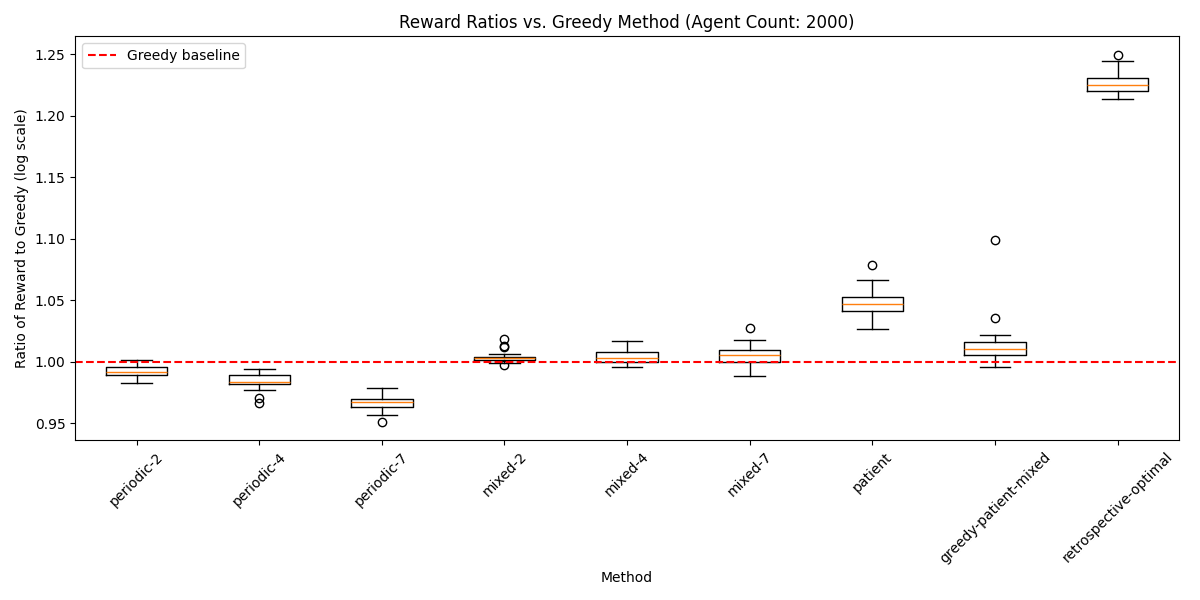 Reward Ratios vs. Greedy Method (Agent Count: 2000)
Greedy baseline
Ratio of Reward to Greedy (log scale)
1.25
1.20
1.15
1.10
1.05
1.00
0.95
periodic-2
periodic-4
periodic-7
mixed-2
mixed-4
mixed-7
patient
greedy-patient-mixed
retrospective-optimal
Method